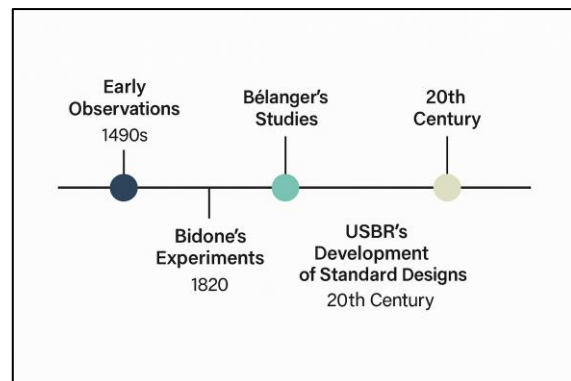 Early
Observations
1490s
Bidone's
Experiments
1820
Bélanger's
Studies
USBR's
Development
of Standard Designs
20th Century
20th
Century